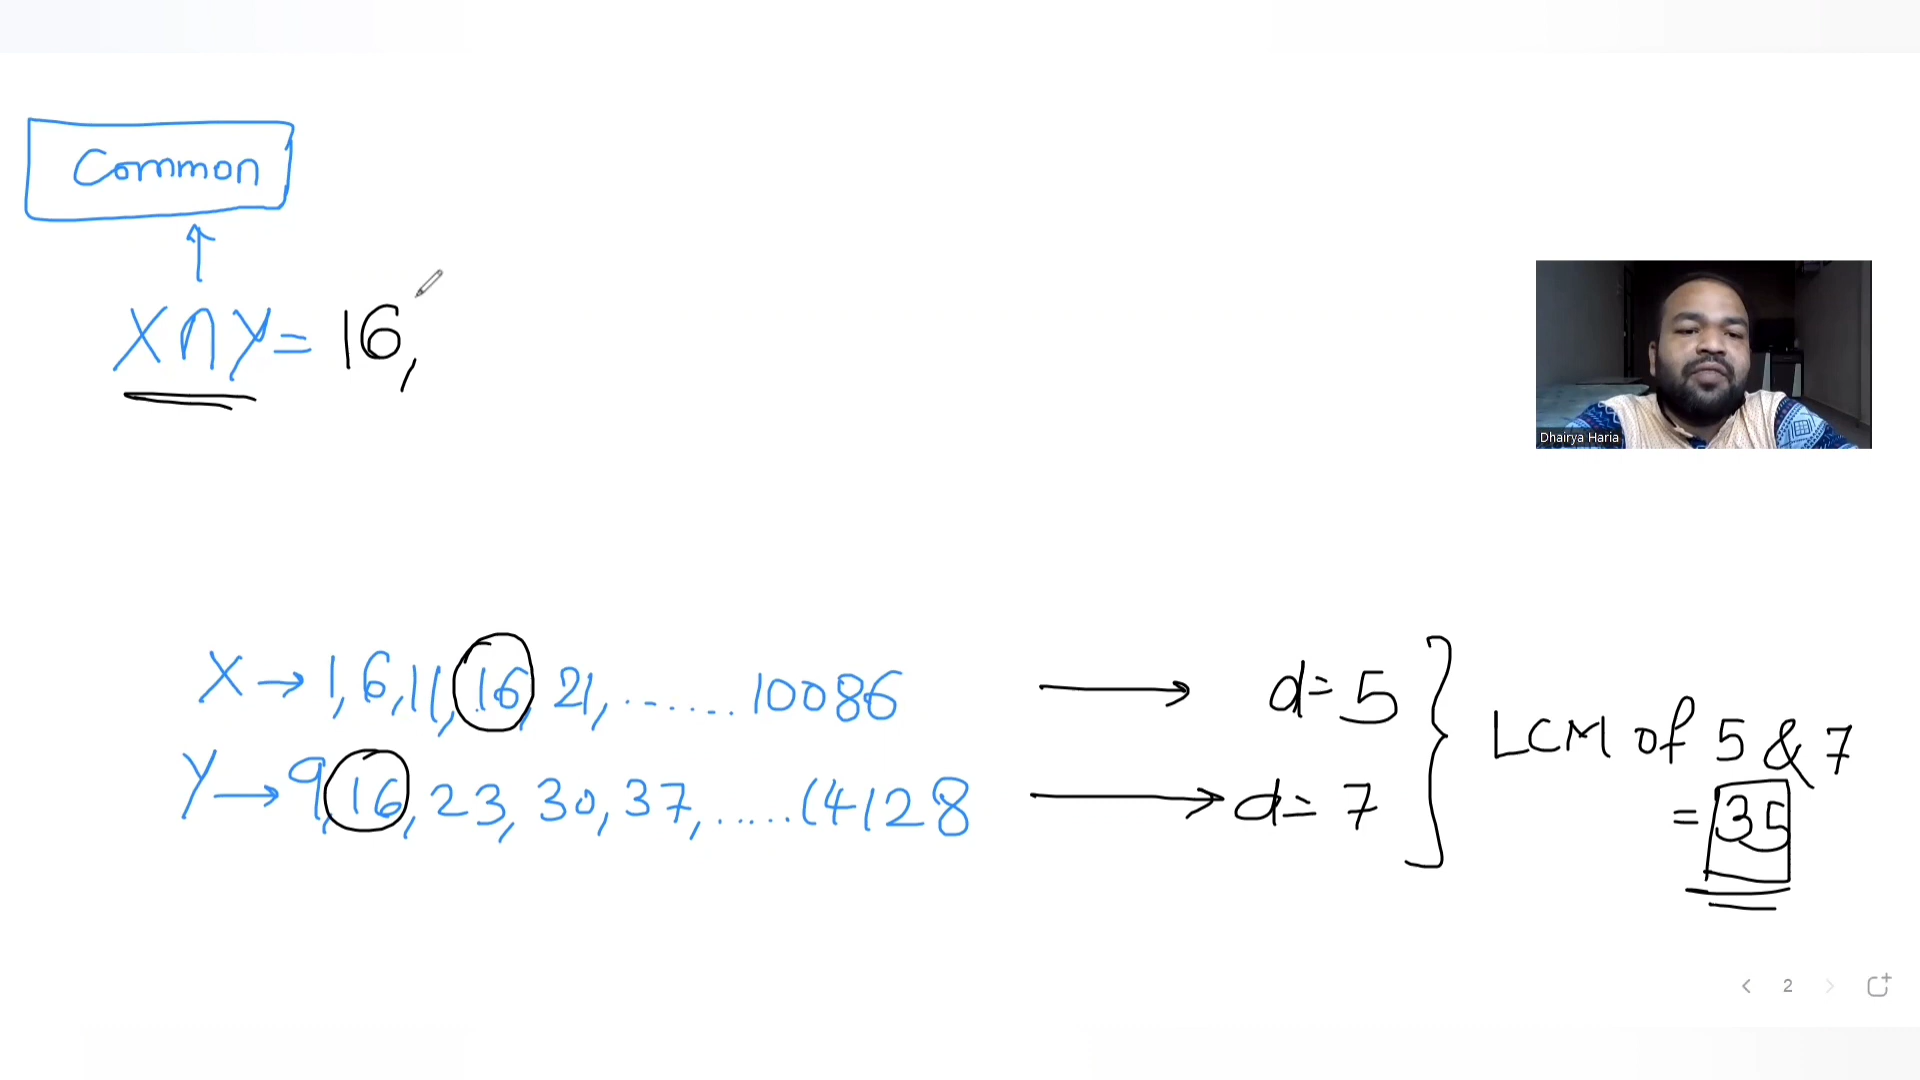 Common
↑
X∩Y = 16,
Dhairya Haria
X → 1, 6, 11, 16, 21, ...... 10086 → d = 5
LCM of 5 & 7
Y → 9, 16, 23, 30, 37, ..... 14128 → d = 7
= 35
2